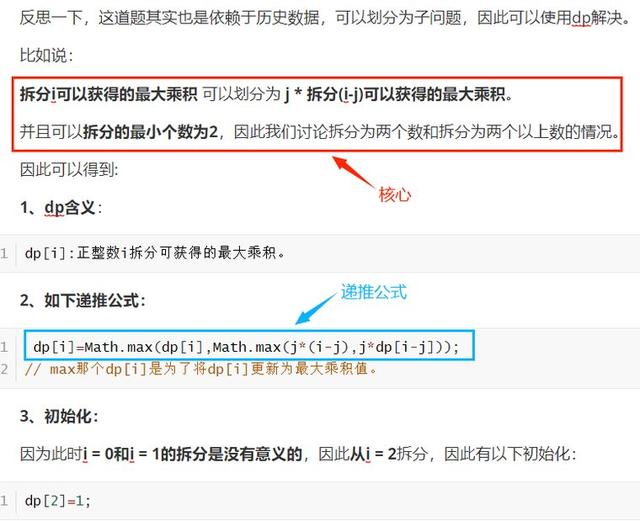 反思一下，这道题其实也是依赖于历史数据，可以划分为子问题，因此可以使用dp解决。
比如说：
拆分i可以获得的最大乘积 可以划分为 j * 拆分(i-j)可以获得的最大乘积。
并且可以拆分的最小个数为2，因此我们讨论拆分为两个数和拆分为两个以上数的情况。
因此可以得到:
核心
1、dp含义：
1 dp[i]:正整数i拆分可获得的最大乘积。
递推公式
2、如下递推公式：
1 dp[i]=Math.max(dp[i],Math.max(j*(i-j),j*dp[i-j]));
2 // max那个dp[i]是为了将dp[i]更新为最大乘积值。
3、初始化：
因为此时i = 0和i = 1的拆分是没有意义的，因此从i = 2拆分，因此有以下初始化：
1 dp[2]=1;